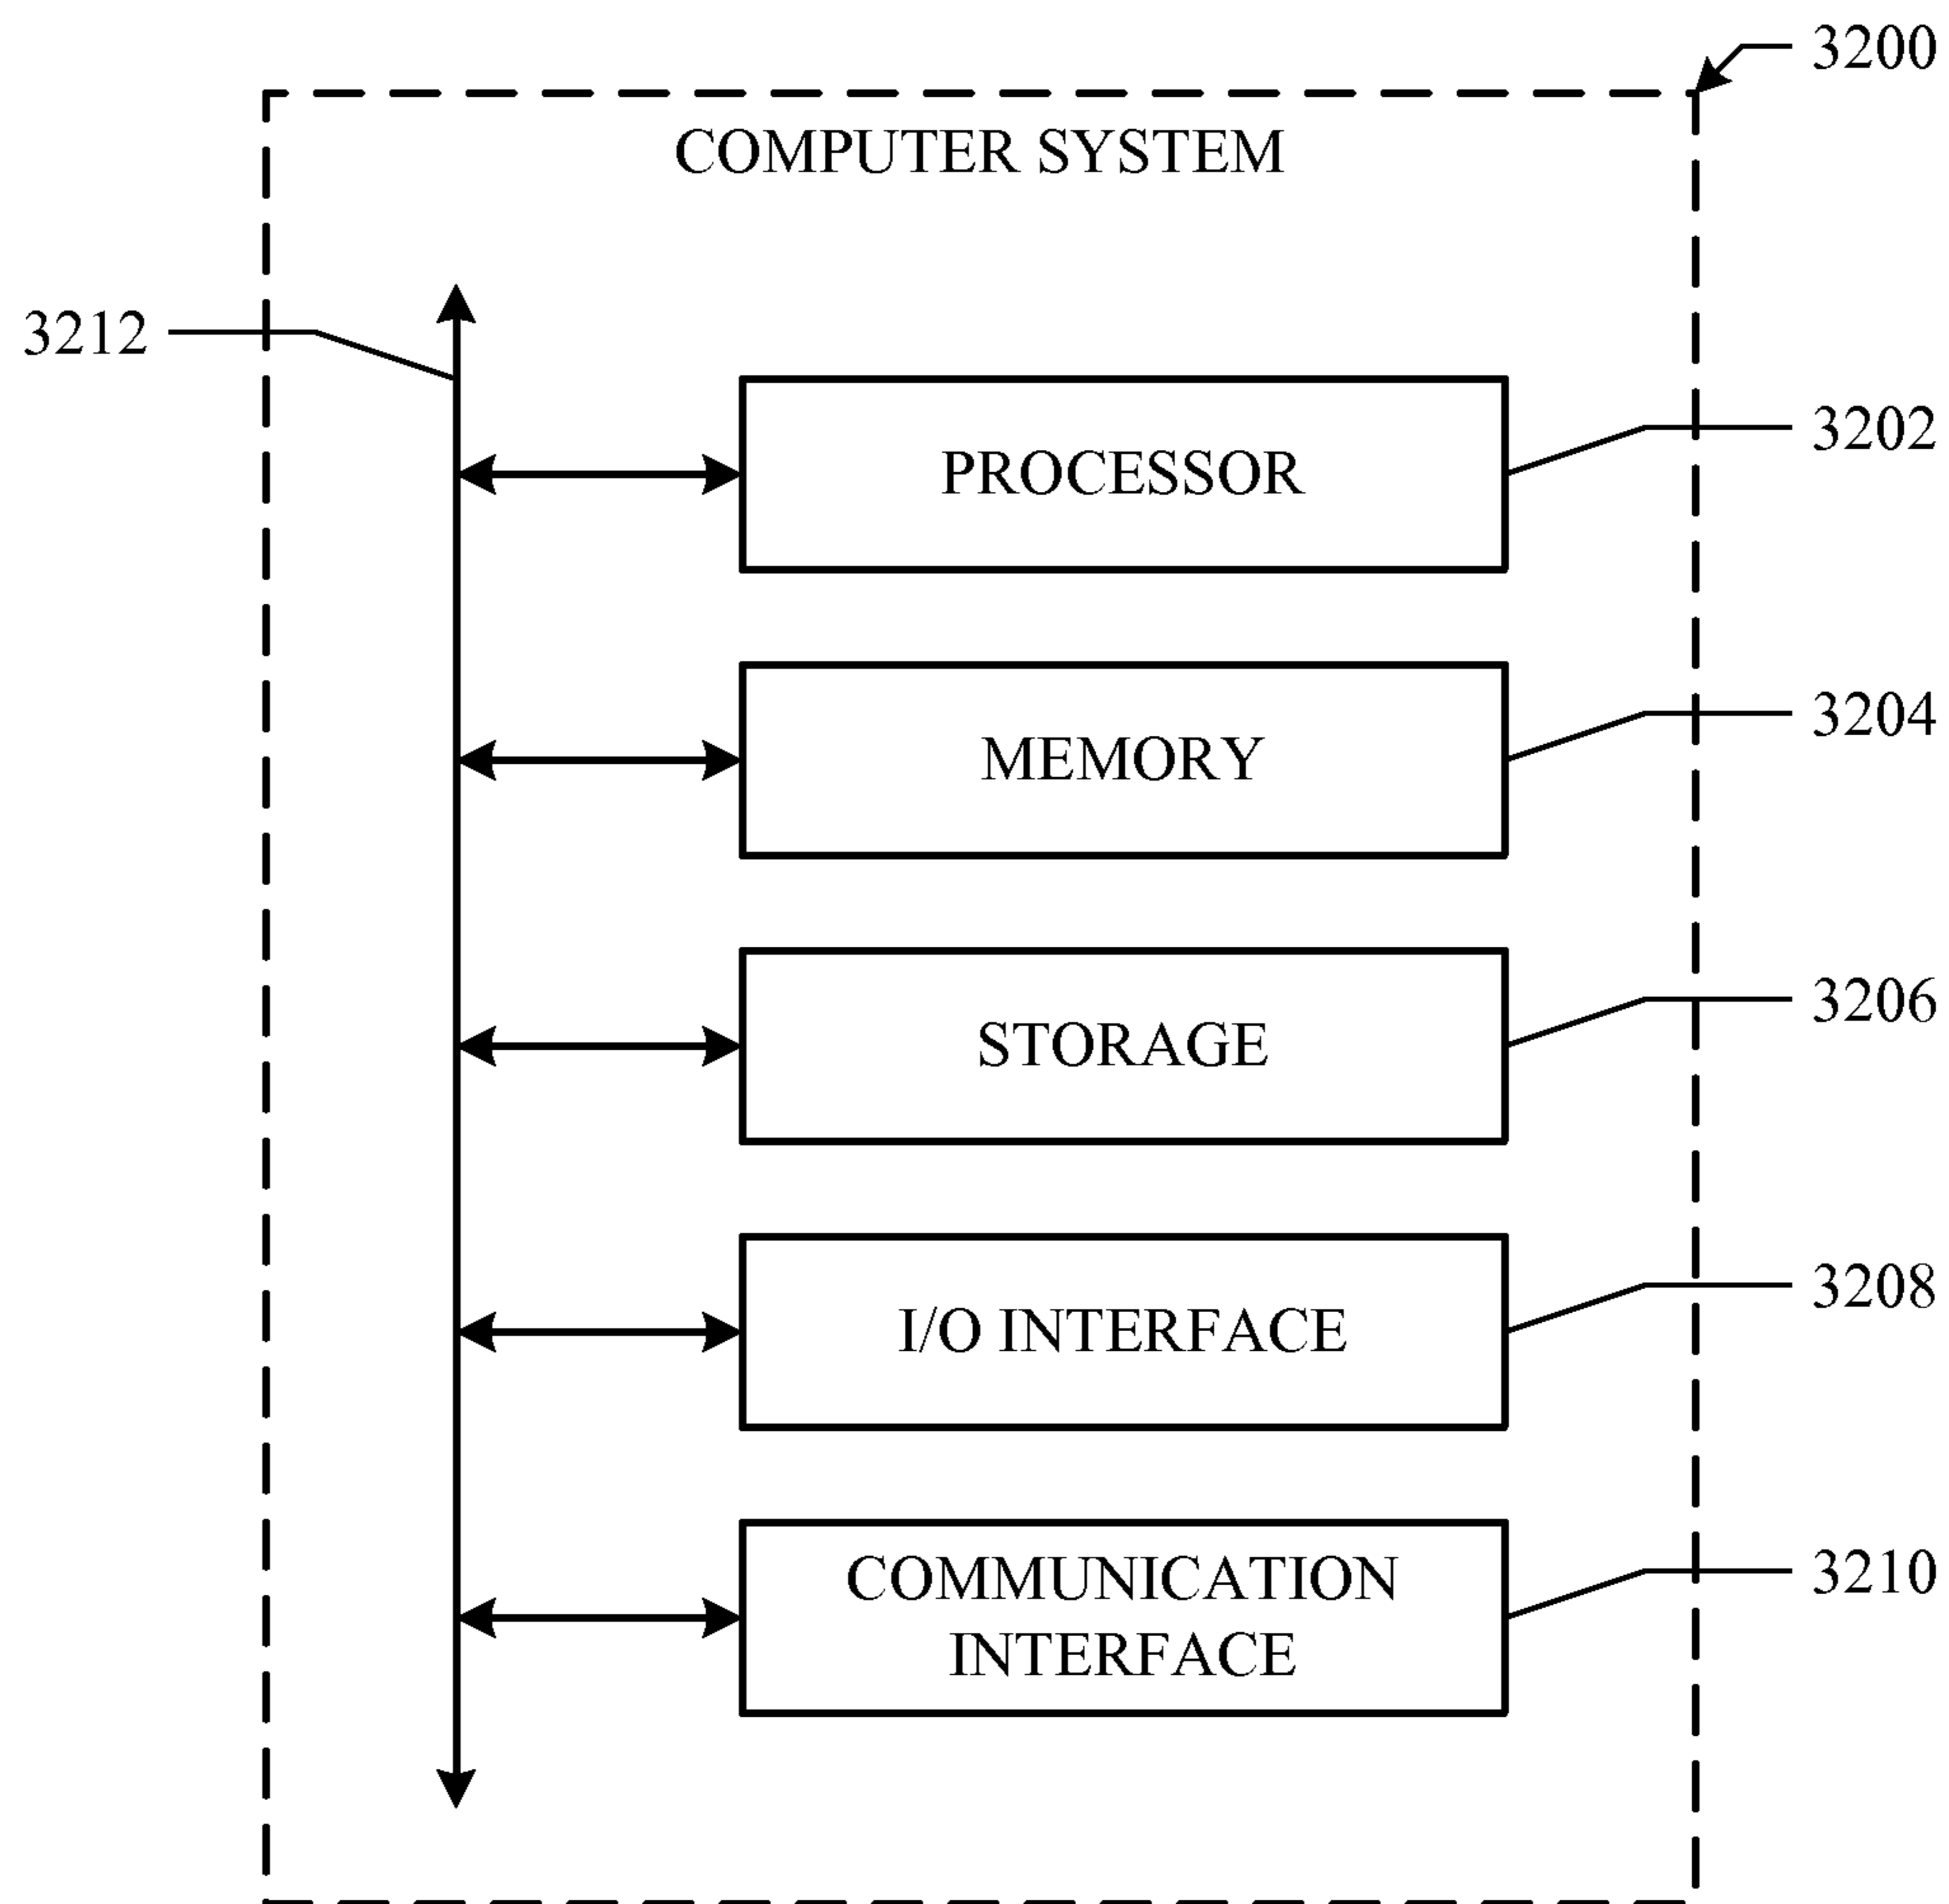 3200
COMPUTER SYSTEM
3212
PROCESSOR
3202
MEMORY
3204
STORAGE
3206
I/O INTERFACE
3208
COMMUNICATION
INTERFACE
3210